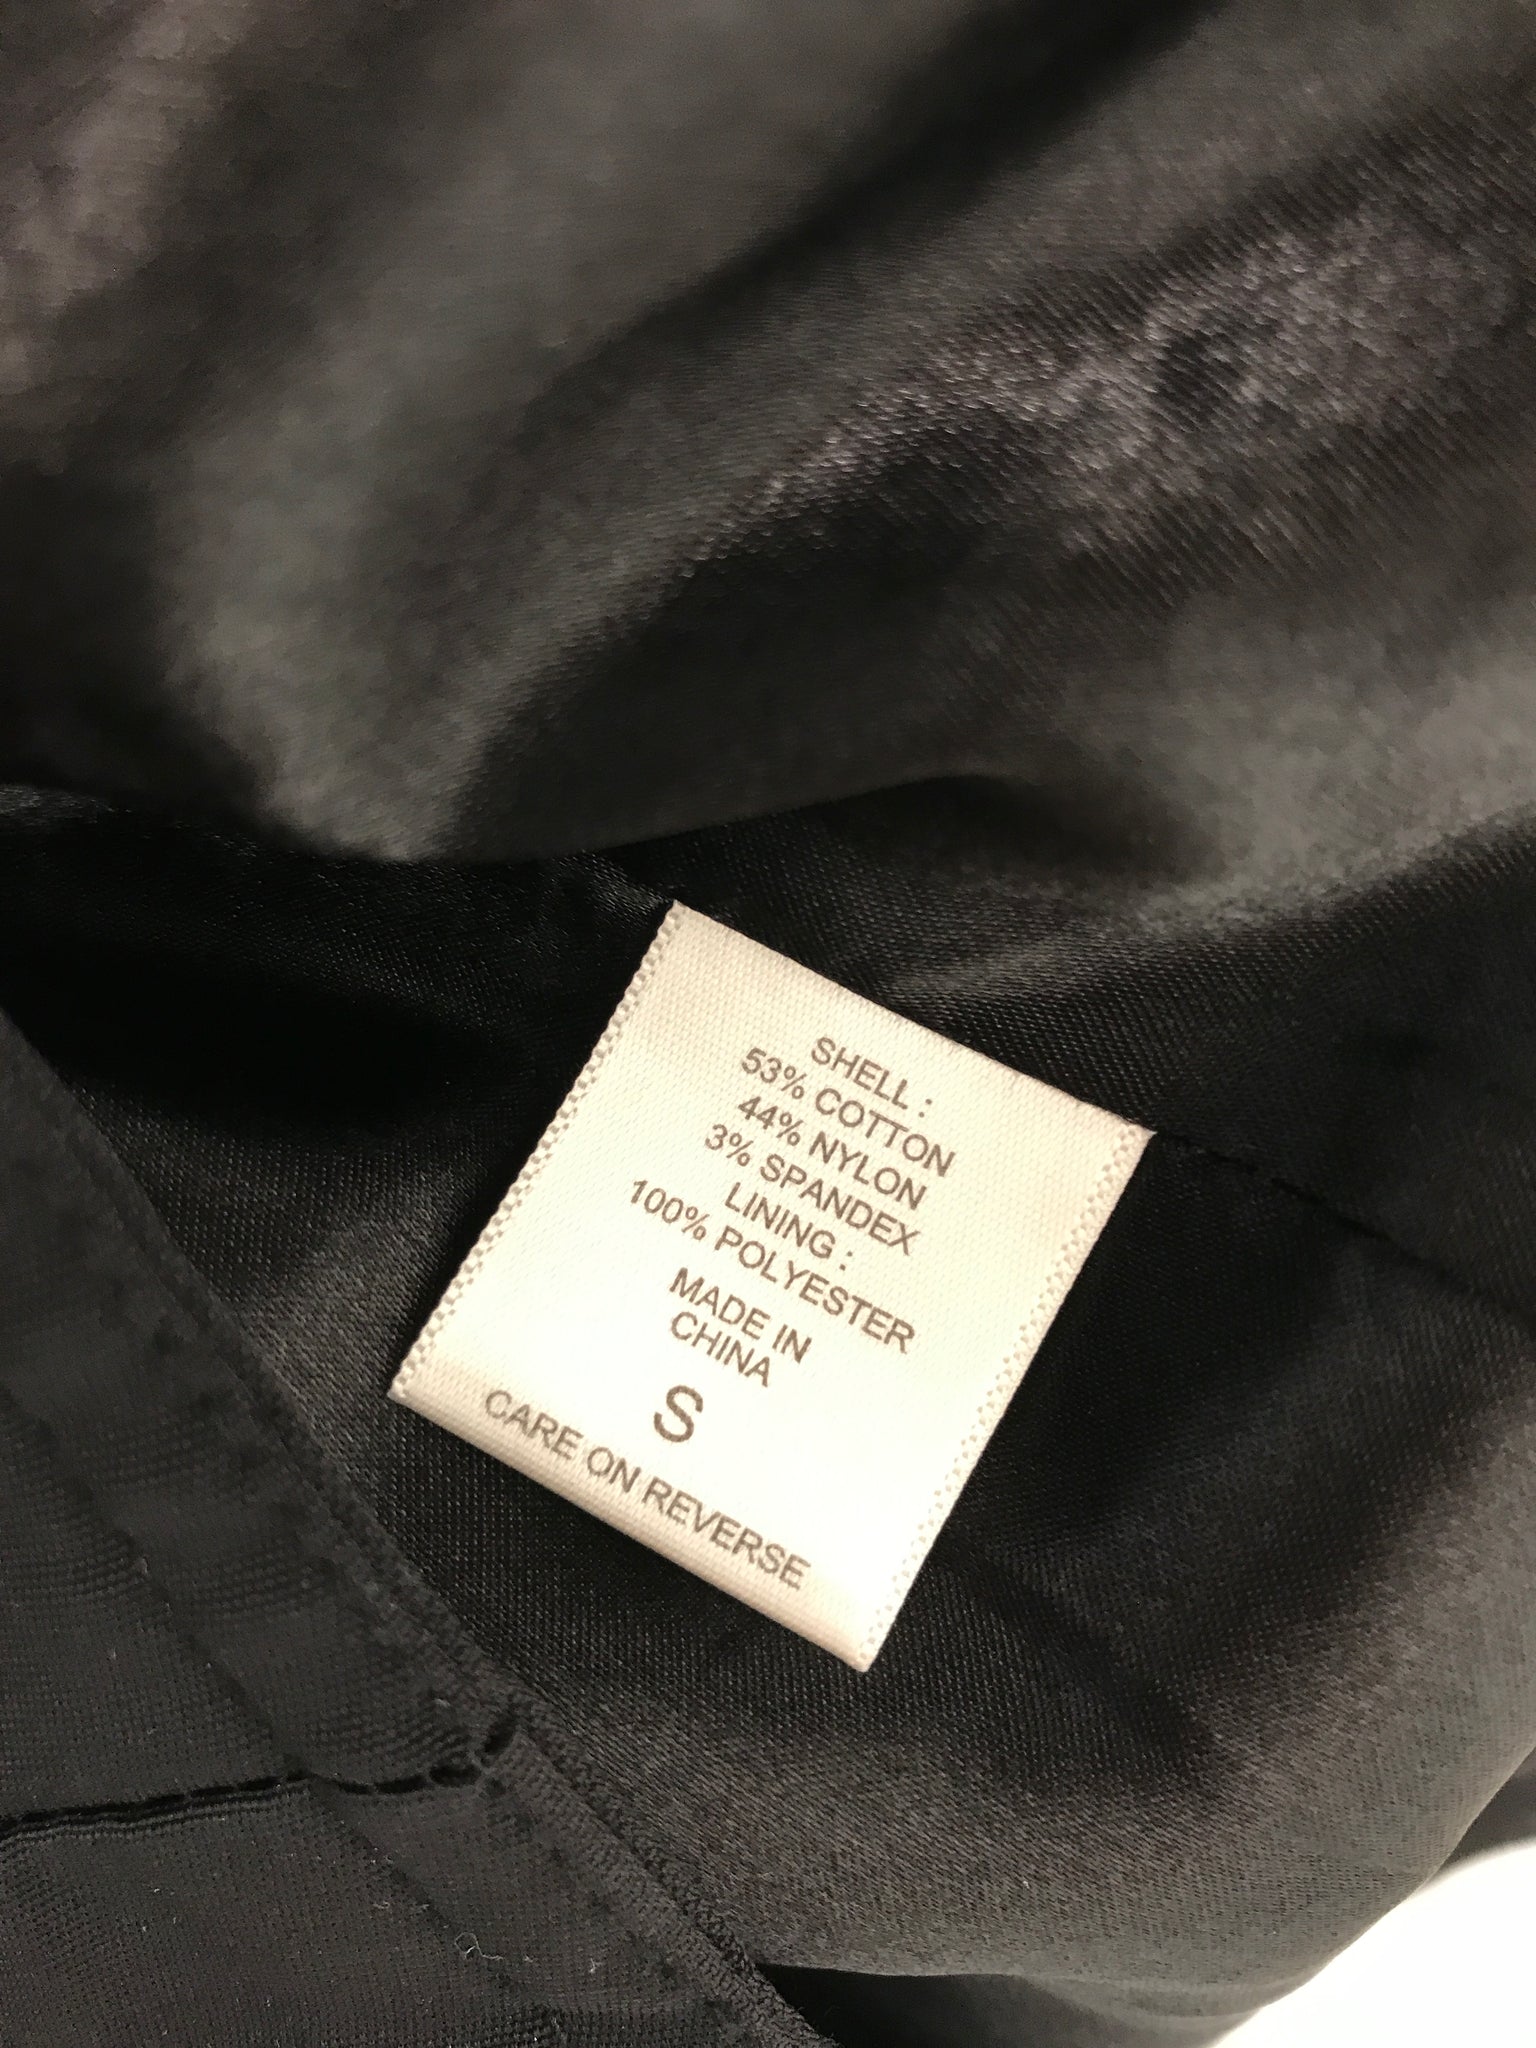 SHELL :
53% COTTON
44% NYLON
3% SPANDEX
LINING :
100% POLYESTER
MADE IN
CHINA
S
CARE ON REVERSE